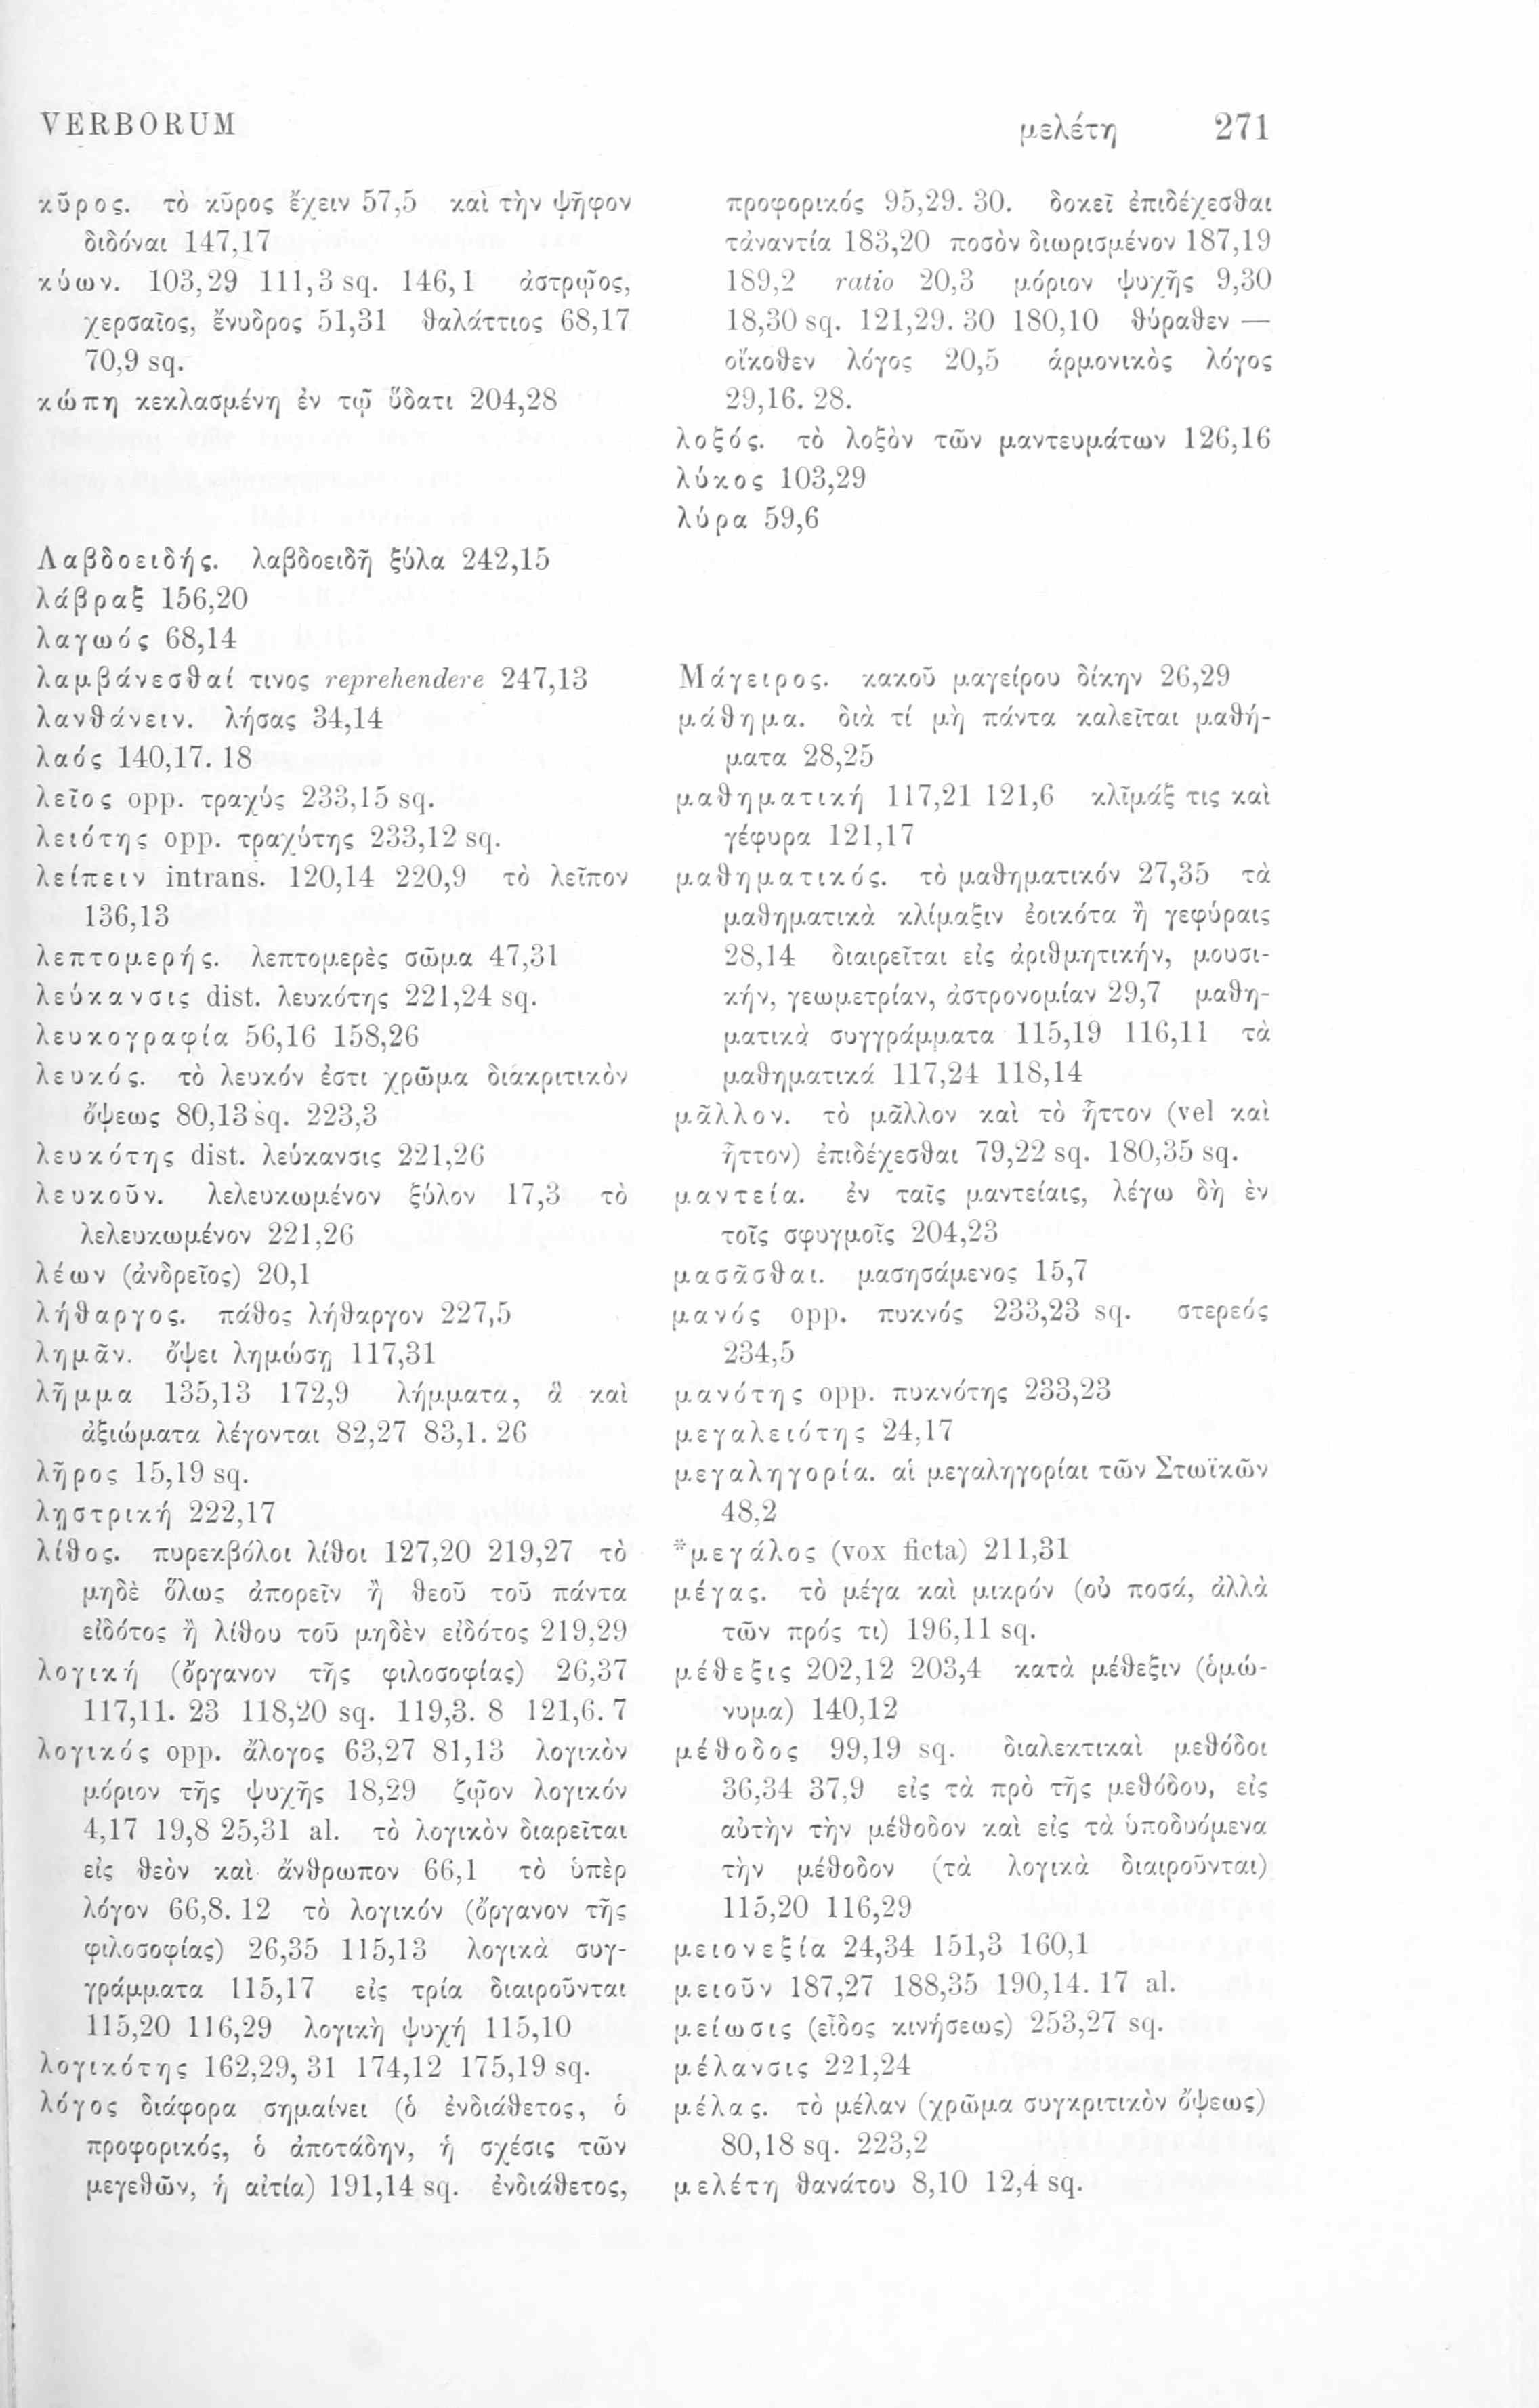 VERBORUM
μελέτη 271
κῦρος. τὸ κῦρος ἔχειν 57,5 καὶ τὴν ψῆφον
διδόναι 147,17
κύων. 103,29 111,3 sq. 146,1 ἀστρῷος,
χερσαῖος, ἔνυδρος 51,31 θαλάττιος 68,17
70,9 sq.
κώπη κεκλασμένη ἐν τῷ ὕδατι 204,28
Λαβδοειδής. λαβδοειδῆ ξύλα 242,15
λάβραξ 156,20
λαγωός 68,14
λαμβάνεσθαί τινος reprehendere 247,13
λανθάνειν. λήσας 34,14
λαός 140,17. 18
λεῖος opp. τραχύς 233,15 sq.
λειότης opp. τραχύτης 233,12 sq.
λείπειν intrans. 120,14 220,9 τὸ λεῖπον
136,13
λεπτομερής. λεπτομερὲς σῶμα 47,31
λεύκανσις dist. λευκότης 221,24 sq.
λευκογραφία 56,16 158,26
λευκός. τὸ λευκόν ἐστι χρῶμα διακριτικὸν
ὄψεως 80,13 sq. 223,3
λευκότης dist. λεύκανσις 221,26
λευκοῦν. λελευκωμένον ξύλον 17,3 τὸ
λελευκωμένον 221,26
λέων (ἀνδρεῖος) 20,1
λήθαργος. πάθος λήθαργον 227,5
λημᾶν. ὄψει λημώσῃ 117,31
λῆμμα 135,13 172,9 λήμματα, ἃ καὶ
ἀξιώματα λέγονται 82,27 83,1. 26
λῆρος 15,19 sq.
λῃστρική 222,17
λίθος. πυρεκβόλοι λίθοι 127,20 219,27 τὸ
μηδὲ ὅλως ἀπορεῖν ἢ θεοῦ τοῦ πάντα
εἰδότος ἢ λίθου τοῦ μηδὲν εἰδότος 219,29
λογική (ὄργανον τῆς φιλοσοφίας) 26,37
117,11. 23 118,20 sq. 119,3. 8 121,6. 7
λογικός opp. ἄλογος 63,27 81,13 λογικὸν
μόριον τῆς ψυχῆς 18,29 ζῷον λογικόν
4,17 19,8 25,31 al. τὸ λογικὸν διαρεῖται
εἰς θεὸν καὶ ἄνθρωπον 66,1 τὸ ὑπὲρ
λόγον 66,8. 12 τὸ λογικόν (ὄργανον τῆς
φιλοσοφίας) 26,35 115,13 λογικὰ συγ-
γράμματα 115,17 εἰς τρία διαιροῦνται
115,20 116,29 λογικὴ ψυχή 115,10
λογικότης 162,29, 31 174,12 175,19 sq.
λόγος διάφορα σημαίνει (ὁ ἐνδιάθετος, ὁ
προφορικός, ὁ ἀποτάδην, ἡ σχέσις τῶν
μεγεθῶν, ἡ αἰτία) 191,14 sq. ἐνδιάθετος,
προφορικός 95,29. 30. δοκεῖ ἐπιδέχεσθαι
τἀναντία 183,20 ποσὸν διωρισμένον 187,19
189,2 ratio 20,3 μόριον ψυχῆς 9,30
18,30 sq. 121,29. 30 180,10 θύραθεν —
οἴκοθεν λόγος 20,5 ἁρμονικὸς λόγος
29,16. 28.
λοξός. τὸ λοξὸν τῶν μαντευμάτων 126,16
λύκος 103,29
λύρα 59,6
Μάγειρος. κακοῦ μαγείρου δίκην 26,29
μάθημα. διὰ τί μὴ πάντα καλεῖται μαθή-
ματα 28,25
μαθηματική 117,21 121,6 κλῖμάξ τις καὶ
γέφυρα 121,17
μαθηματικός. τὸ μαθηματικόν 27,35 τὰ
μαθηματικὰ κλίμαξιν ἐοικότα ἢ γεφύραις
28,14 διαιρεῖται εἰς ἀριθμητικήν, μουσι-
κήν, γεωμετρίαν, ἀστρονομίαν 29,7 μαθη-
ματικὰ συγγράμματα 115,19 116,11 τὰ
μαθηματικά 117,24 118,14
μᾶλλον. τὸ μᾶλλον καὶ τὸ ἧττον (vel καὶ
ἧττον) ἐπιδέχεσθαι 79,22 sq. 180,35 sq.
μαντεία. ἐν ταῖς μαντείαις, λέγω δὴ ἐν
τοῖς σφυγμοῖς 204,23
μασᾶσθαι. μασησάμενος 15,7
μανός opp. πυκνός 233,23 sq. στερεός
234,5
μανότης opp. πυκνότης 233,23
μεγαλειότης 24,17
μεγαληγορία. αἱ μεγαληγορίαι τῶν Στωϊκῶν
48,2
*μεγάλος (vox ficta) 211,31
μέγας. τὸ μέγα καὶ μικρόν (οὐ ποσά, ἀλλὰ
τῶν πρός τι) 196,11 sq.
μέθεξις 202,12 203,4 κατὰ μέθεξιν (ὁμώ-
νυμα) 140,12
μέθοδος 99,19 sq. διαλεκτικαὶ μεθόδοι
36,34 37,9 εἰς τὰ πρὸ τῆς μεθόδου, εἰς
αὐτὴν τὴν μέθοδον καὶ εἰς τὰ ὑποδυόμενα
τὴν μέθοδον (τὰ λογικὰ διαιροῦνται)
115,20 116,29
μειονεξία 24,34 151,3 160,1
μειοῦν 187,27 188,35 190,14. 17 al.
μείωσις (εἶδος κινήσεως) 253,27 sq.
μέλανσις 221,24
μέλας. τὸ μέλαν (χρῶμα συγκριτικὸν ὄψεως)
80,18 sq. 223,2
μελέτη θανάτου 8,10 12,4 sq.